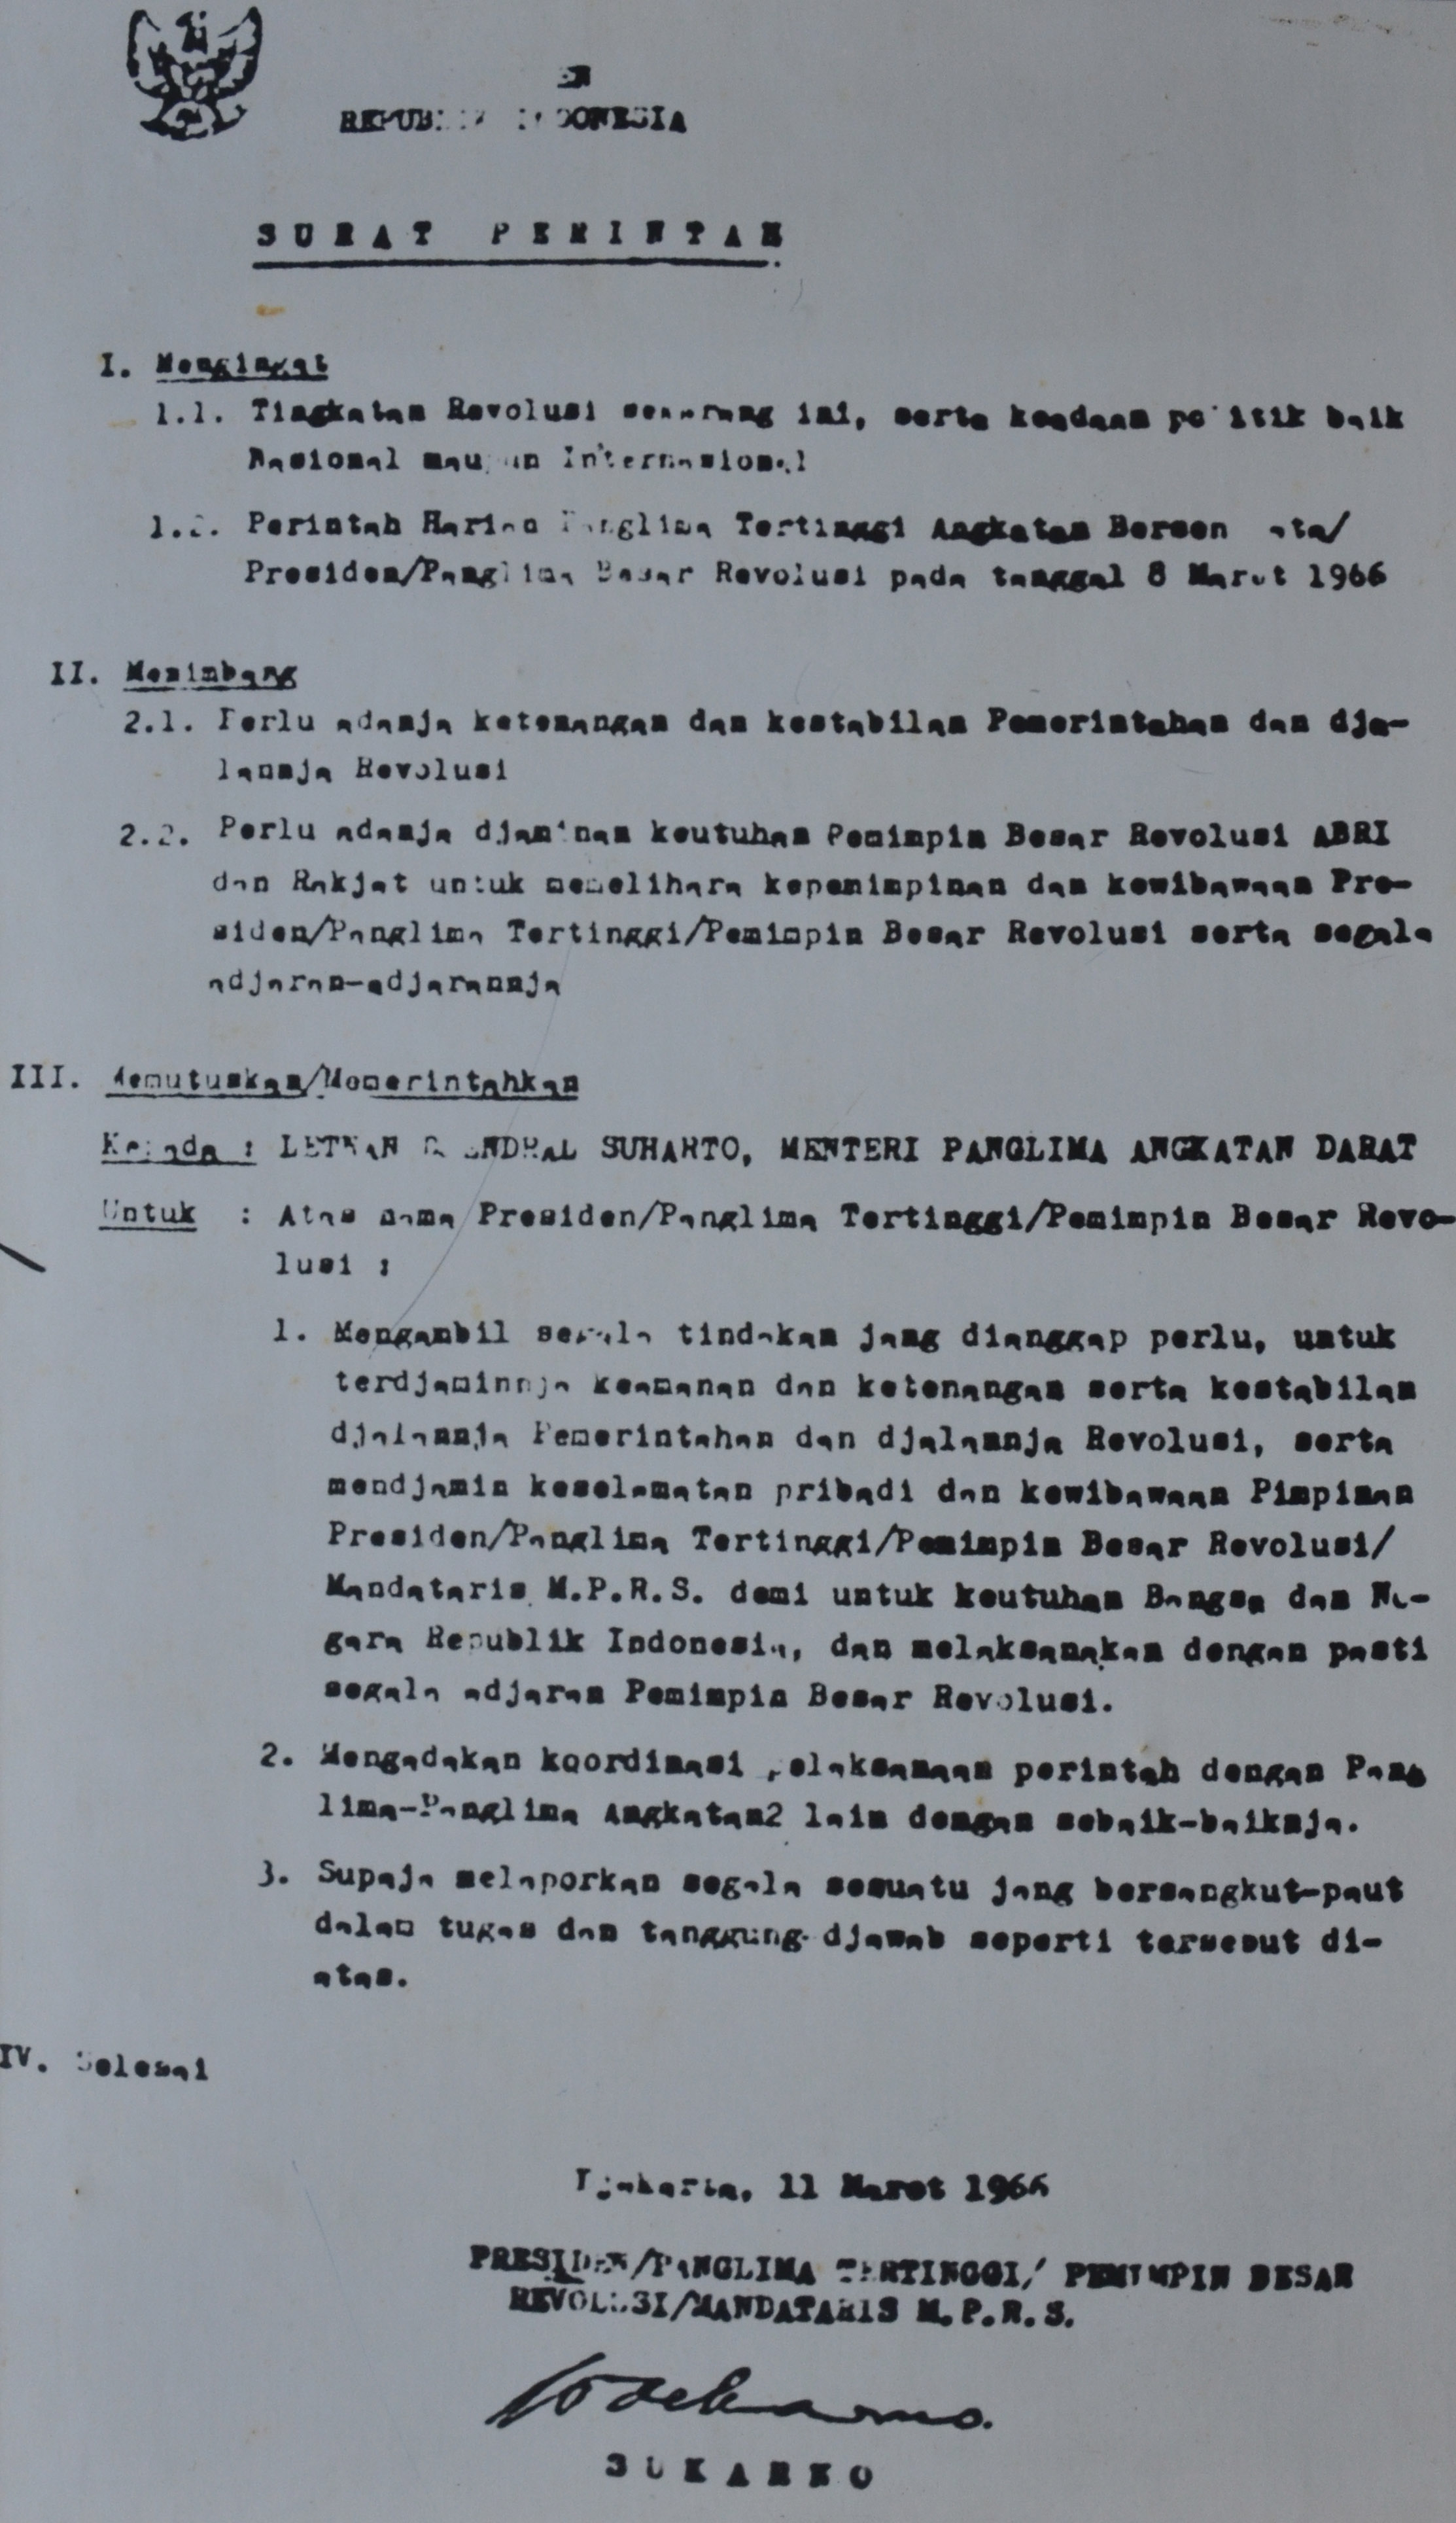 REPUBLIK INDONESIA
SURAT PERINTAH
I. Mengingat
1.1. Tingkatan Revolusi sekarang ini, serta keadaan politik baik
Nasional maupun Internasional
1.2. Perintah Harian Panglima Tertinggi Angkatan Bersendjata/
Presiden/Panglima Besar Revolusi pada tanggal 8 Maret 1966
II. Menimbang
2.1. Perlu adanja ketenangan dan kestabilan Pemerintahan dan dja-
lannja Revolusi
2.2. Perlu adanja djaminan keutuhan Pemimpin Besar Revolusi ABRI
dan Rakjat untuk memelihara kepemimpinan dan kewibawaan Pre-
siden/Panglima Tertinggi/Pemimpin Besar Revolusi serta segala
adjaran-adjarannja
III. Memutuskan/Memerintahkan
Kepada : LETNAN DJENDRAL SUHARTO, MENTERI PANGLIMA ANGKATAN DARAT
Untuk : Atas nama Presiden/Panglima Tertinggi/Pemimpin Besar Revo-
lusi :
1. Mengambil segala tindakan jang dianggap perlu, untuk
terdjaminnja keamanan dan ketenangan serta kestabilan
djalannja Pemerintahan dan djalannja Revolusi, serta
mendjamin keselamatan pribadi dan kewibawaan Pimpinan
Presiden/Panglima Tertinggi/Pemimpin Besar Revolusi/
Mandataris M.P.R.S. demi untuk keutuhan Bangsa dan Ne-
gara Republik Indonesia, dan melaksanakan dengan pasti
segala adjaran Pemimpin Besar Revolusi.
2. Mengadakan koordinasi pelaksanaan perintah dengan Pang
lima-Panglima Angkatan2 lain dengan sebaik-baiknja.
3. Supaja melaporkan segala sesuatu jang bersangkut-paut
dalam tugas dan tanggung djawab seperti tersebut di-
atas.
IV. Selesai
Djakarta, 11 Maret 1966
PRESIDEN/PANGLIMA TERTINGGI/ PEMIMPIN BESAR
REVOLUSI/MANDATARIS M.P.R.S.
Soekarno.
SUKARNO